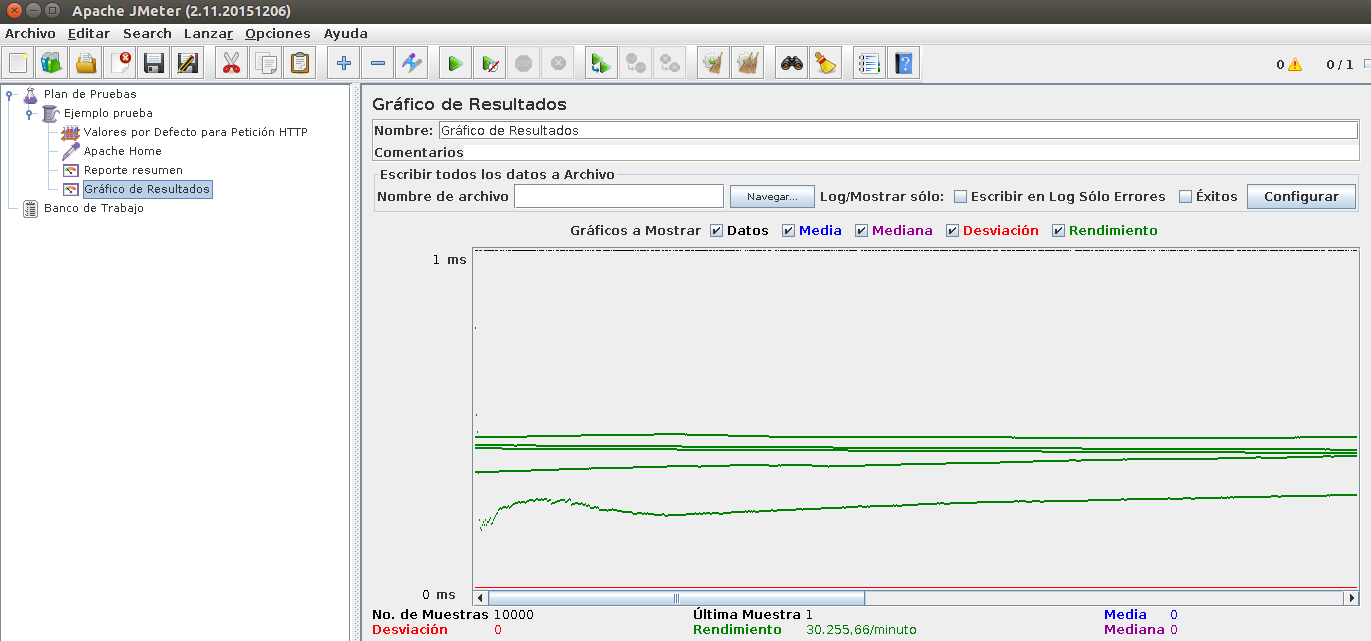 Apache JMeter (2.11.20151206)
Archivo Editar Search Lanzar Opciones Ayuda
0 0 / 1
Plan de Pruebas
Ejemplo prueba
Valores por Defecto para Petición HTTP
Apache Home
Reporte resumen
Gráfico de Resultados
Banco de Trabajo
Gráfico de Resultados
Nombre: Gráfico de Resultados
Comentarios
Escribir todos los datos a Archivo
Nombre de archivo Navegar... Log/Mostrar sólo: Escribir en Log Sólo Errores Éxitos Configurar
Gráficos a Mostrar Datos Media Mediana Desviación Rendimiento
1 ms
0 ms
No. de Muestras 10000 Última Muestra 1 Media 0
Desviación 0 Rendimiento 30.255,66/minuto Mediana 0